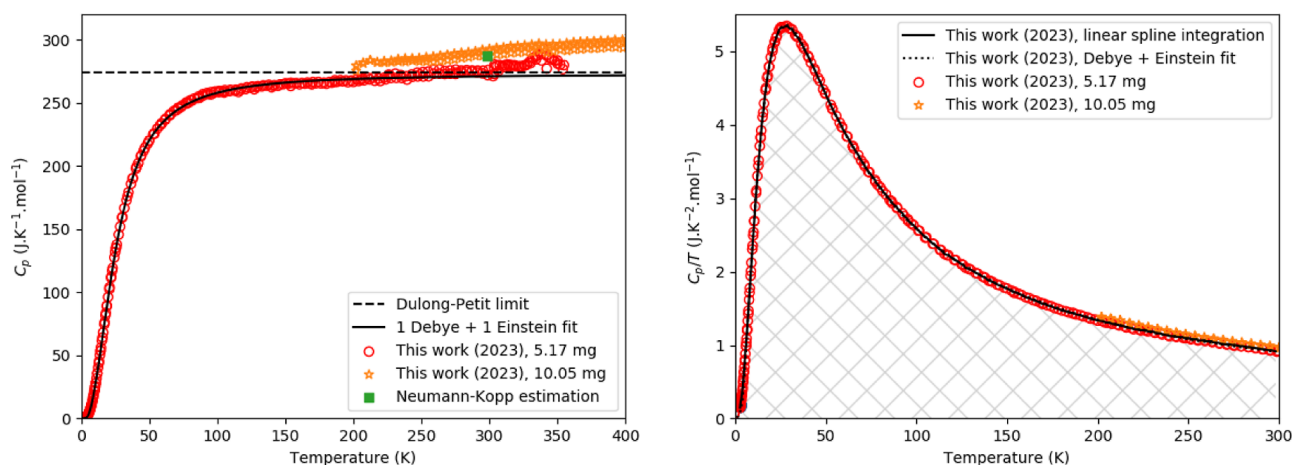 300
250
200
150
100
50
0
C_p (J.K⁻¹.mol⁻¹)
Dulong-Petit limit
1 Debye + 1 Einstein fit
This work (2023), 5.17 mg
This work (2023), 10.05 mg
Neumann-Kopp estimation
0 50 100 150 200 250 300 350 400
Temperature (K)
5
4
3
2
1
0
C_p/T (J.K⁻².mol⁻¹)
This work (2023), linear spline integration
This work (2023), Debye + Einstein fit
This work (2023), 5.17 mg
This work (2023), 10.05 mg
0 50 100 150 200 250 300
Temperature (K)